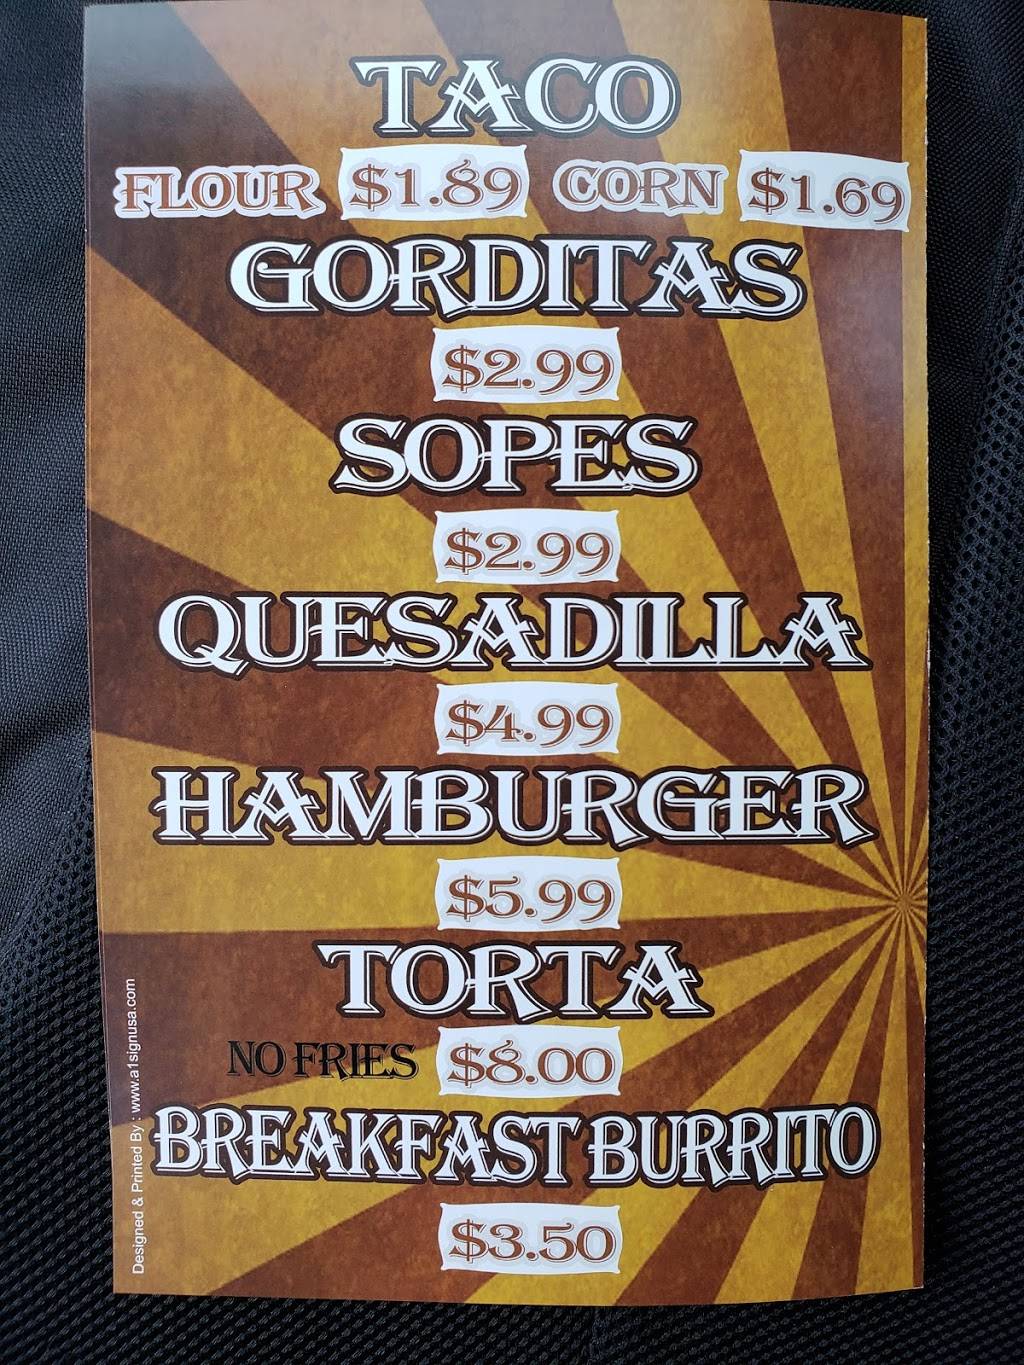 TACO
FLOUR $1.89 CORN $1.69
GORDITAS
$2.99
SOPES
$2.99
QUESADILLA
$4.99
HAMBURGER
$5.99
TORTA
NO FRIES $8.00
BREAKFAST BURRITO
$3.50
Designed & Printed By : www.a1signusa.com